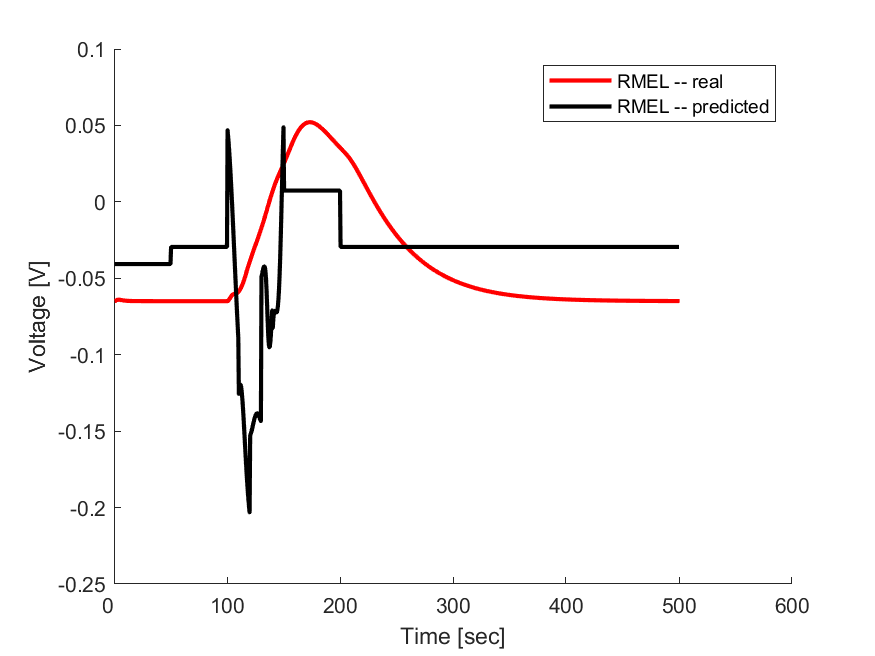 0.1
0.05
0
-0.05
-0.1
-0.15
-0.2
-0.25
Voltage [V]
RMEL -- real
RMEL -- predicted
0 100 200 300 400 500 600
Time [sec]